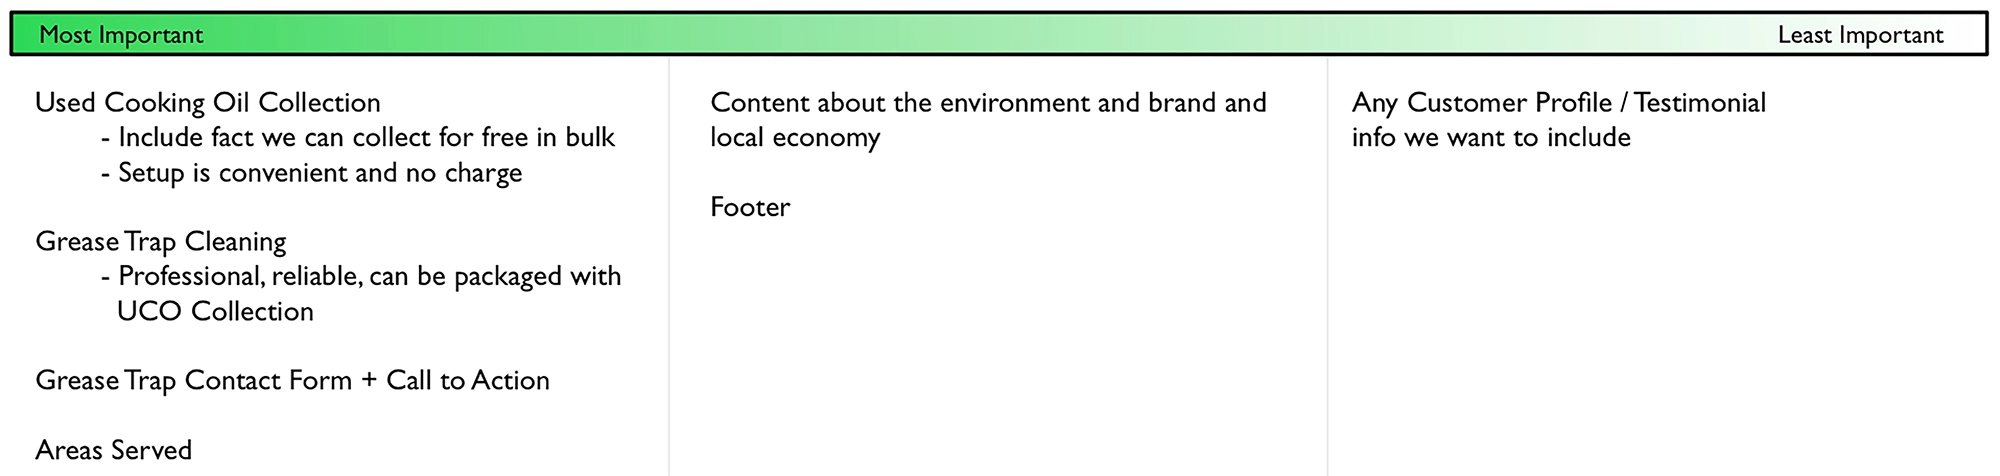 Most Important
Least Important
Used Cooking Oil Collection
- Include fact we can collect for free in bulk
- Setup is convenient and no charge
Grease Trap Cleaning
- Professional, reliable, can be packaged with
UCO Collection
Grease Trap Contact Form + Call to Action
Areas Served
Content about the environment and brand and
local economy
Footer
Any Customer Profile / Testimonial
info we want to include